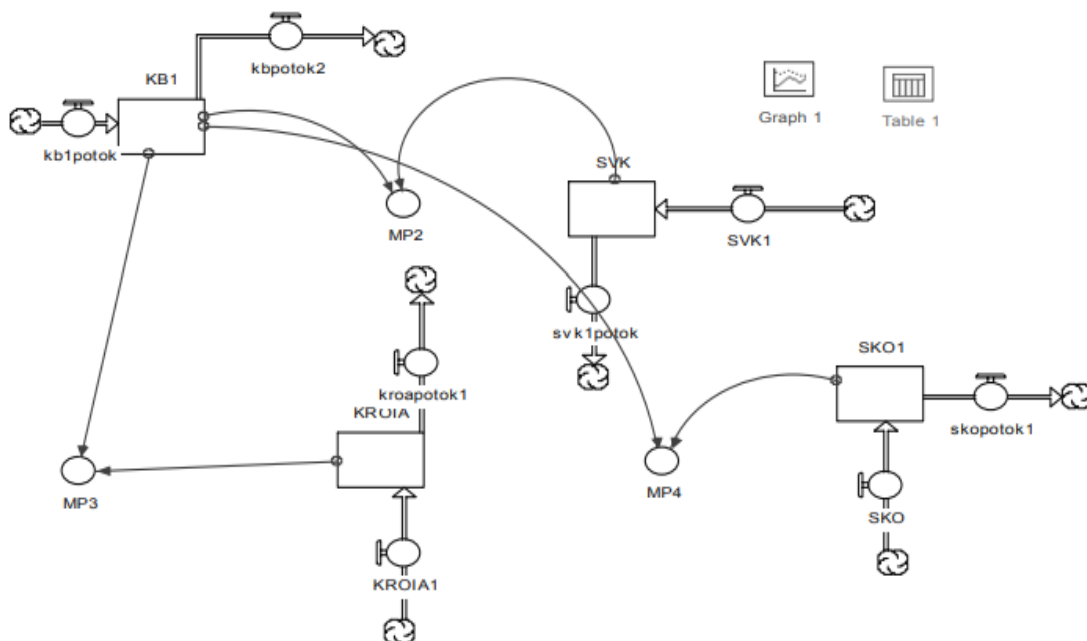 kbpotok2
KB1
kb1potok
Graph 1
Table 1
SVK
MP2
SVK1
svk1potok
SKO1
kroapotok1
KROIA
skopotok1
MP3
MP4
SKO
KROIA1